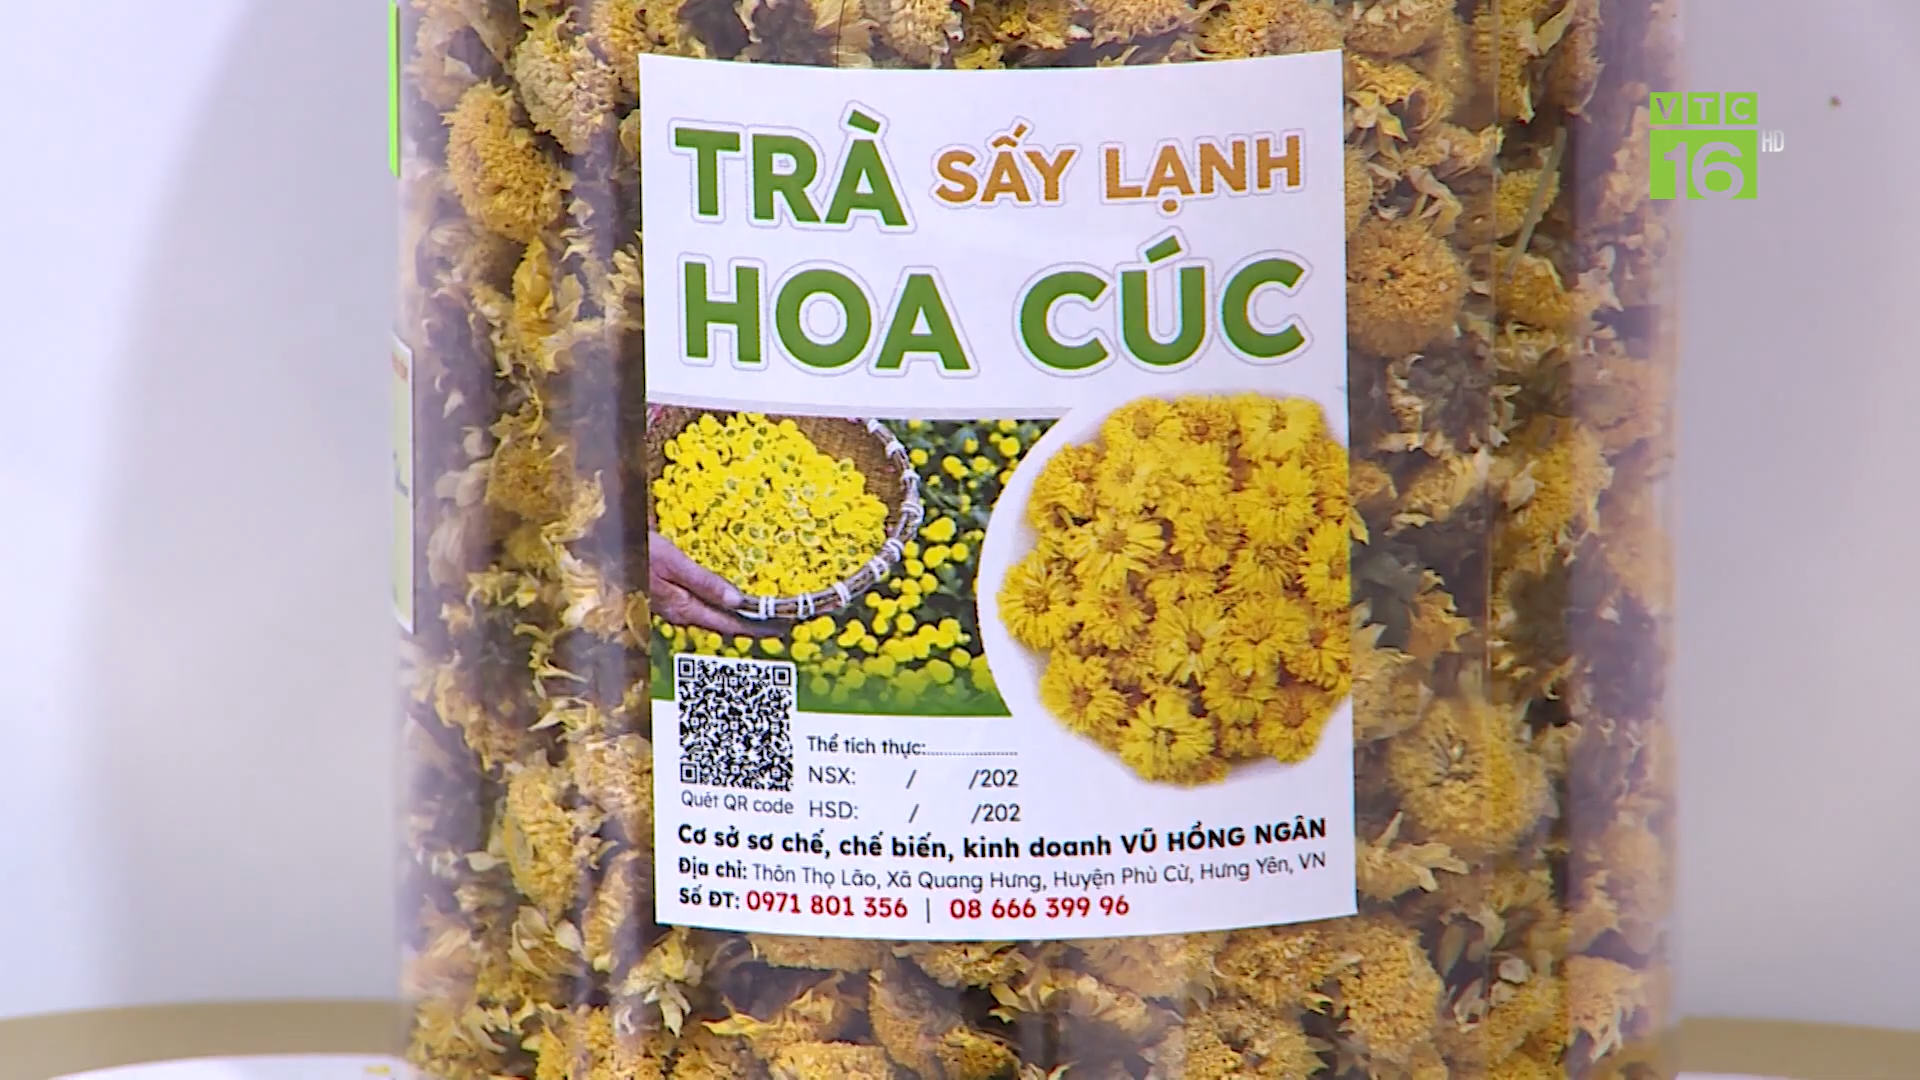 TRÀ SẤY LẠNH
HOA CÚC
Thể tích thực:.....................
NSX: / /202
Quét QR code HSD: / /202
Cơ sở sơ chế, chế biến, kinh doanh VŨ HỒNG NGÂN
Địa chỉ: Thôn Thọ Lão, Xã Quang Hưng, Huyện Phù Cừ, Hưng Yên, VN
Số ĐT: 0971 801 356 | 08 666 399 96
VTC
16 HD